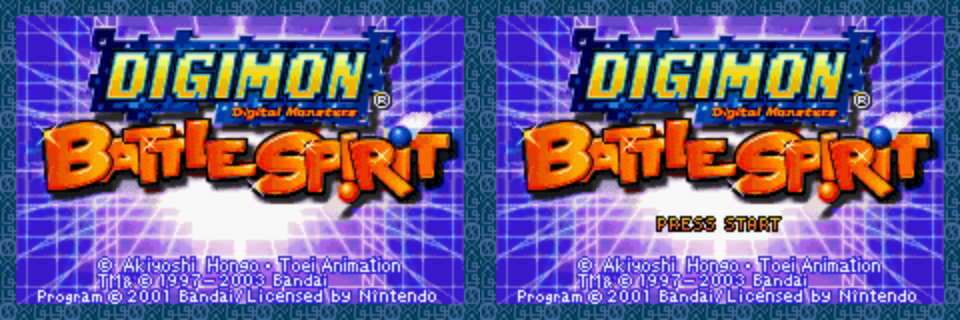 DIGIMON ®
Digital Monsters
BATTLE SPIRIT
© Akiyoshi Hongo • Toei Animation
TM& © 1997-2003 Bandai
Program © 2001 Bandai/Licensed by Nintendo
DIGIMON ®
Digital Monsters
BATTLE SPIRIT
PRESS START
© Akiyoshi Hongo • Toei Animation
TM& © 1997-2003 Bandai
Program © 2001 Bandai/Licensed by Nintendo